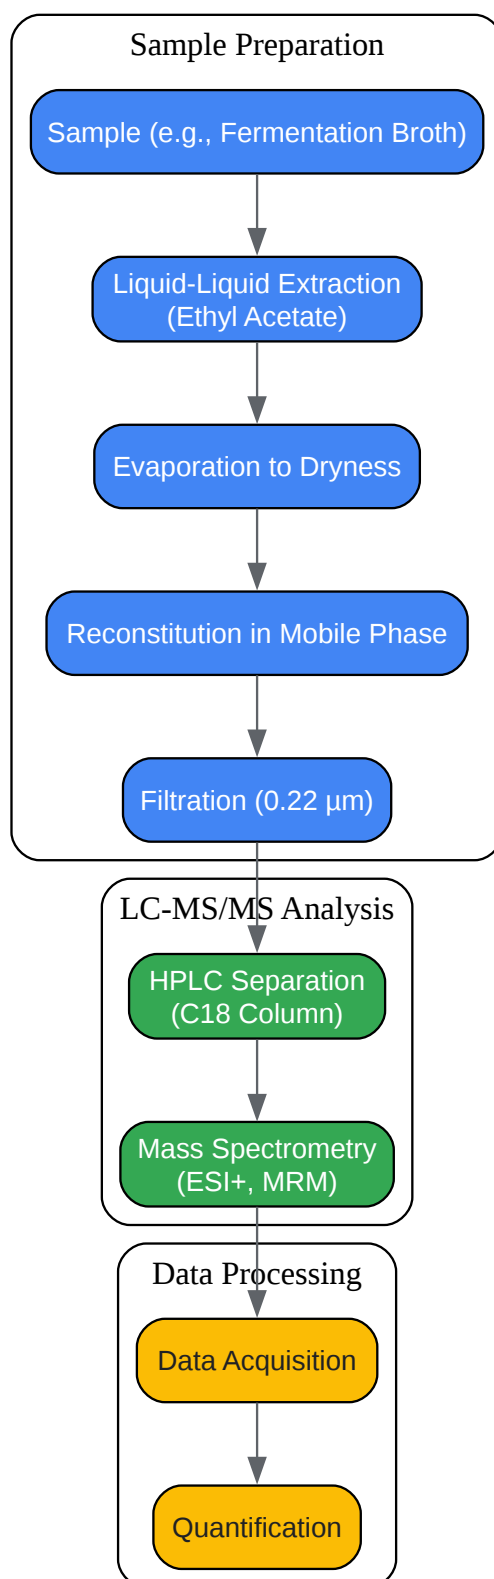 Sample Preparation
Sample (e.g., Fermentation Broth)
Liquid-Liquid Extraction
(Ethyl Acetate)
Evaporation to Dryness
Reconstitution in Mobile Phase
Filtration (0.22 µm)
LC-MS/MS Analysis
HPLC Separation
(C18 Column)
Mass Spectrometry
(ESI+, MRM)
Data Processing
Data Acquisition
Quantification